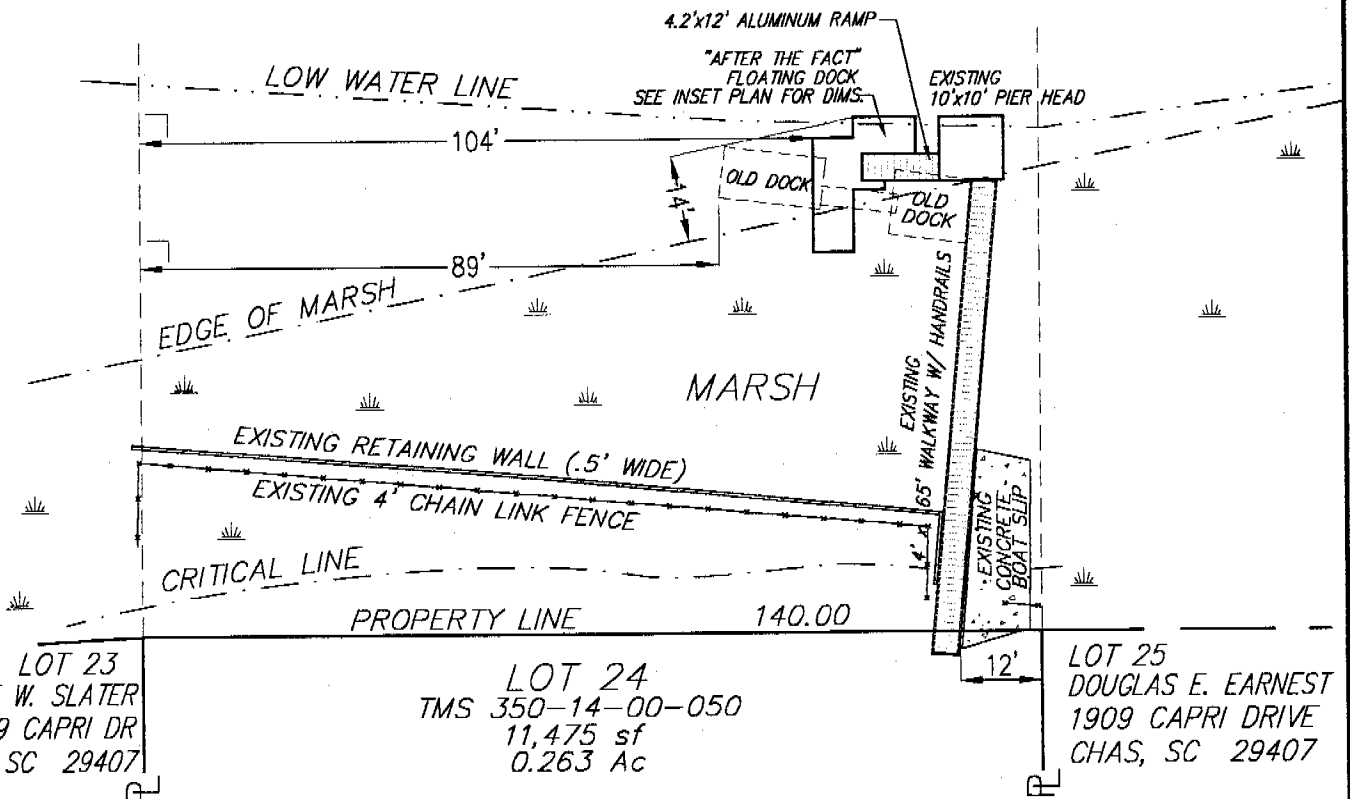 4.2'x12' ALUMINUM RAMP
"AFTER THE FACT"
FLOATING DOCK
SEE INSET PLAN FOR DIMS.
EXISTING
10'x10' PIER HEAD
LOW WATER LINE
104'
OLD DOCK
OLD
DOCK
14'
89'
EDGE OF MARSH
MARSH
EXISTING
4' x 65' WALKWAY W/ HANDRAILS
EXISTING RETAINING WALL (.5' WIDE)
EXISTING 4' CHAIN LINK FENCE
EXISTING
CONCRETE
BOAT SLIP
CRITICAL LINE
PROPERTY LINE 140.00
12'
LOT 23
W. SLATER
9 CAPRI DR
SC 29407
LOT 24
TMS 350-14-00-050
11,475 sf
0.263 Ac
LOT 25
DOUGLAS E. EARNEST
1909 CAPRI DRIVE
CHAS, SC 29407
PL
PL